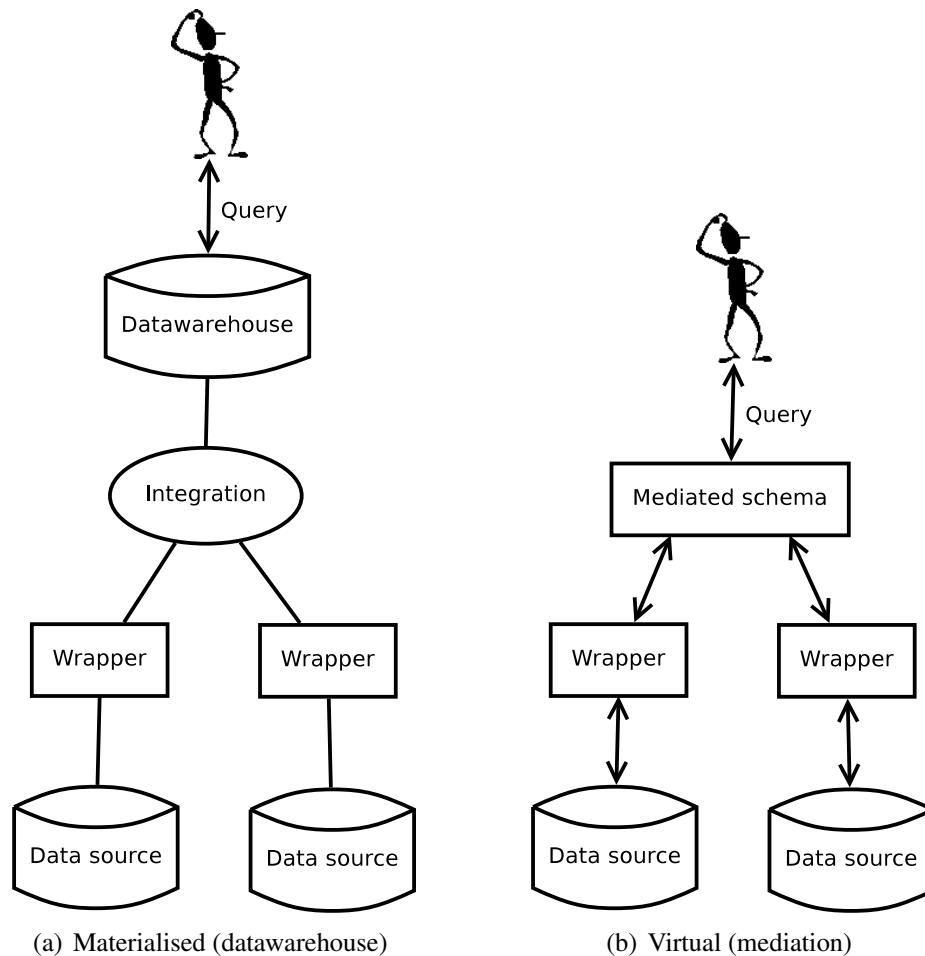 Query
Datawarehouse
Integration
Wrapper
Wrapper
Data source
Data source
(a) Materialised (datawarehouse)
Query
Mediated schema
Wrapper
Wrapper
Data source
Data source
(b) Virtual (mediation)